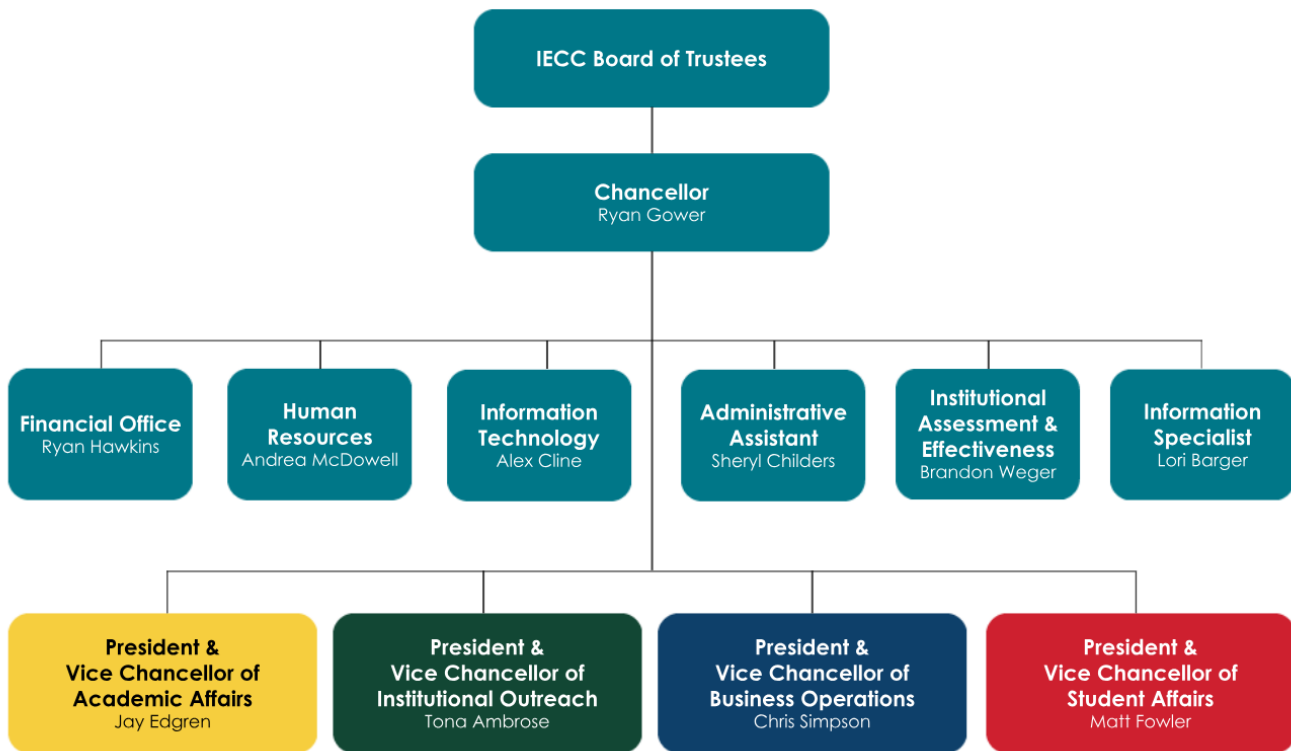 IECC Board of Trustees
Chancellor
Ryan Gower
Financial Office
Ryan Hawkins
Human
Resources
Andrea McDowell
Information
Technology
Alex Cline
Administrative
Assistant
Sheryl Childers
Institutional
Assessment &
Effectiveness
Brandon Weger
Information
Specialist
Lori Barger
President &
Vice Chancellor of
Academic Affairs
Jay Edgren
President &
Vice Chancellor of
Institutional Outreach
Tona Ambrose
President &
Vice Chancellor of
Business Operations
Chris Simpson
President &
Vice Chancellor of
Student Affairs
Matt Fowler